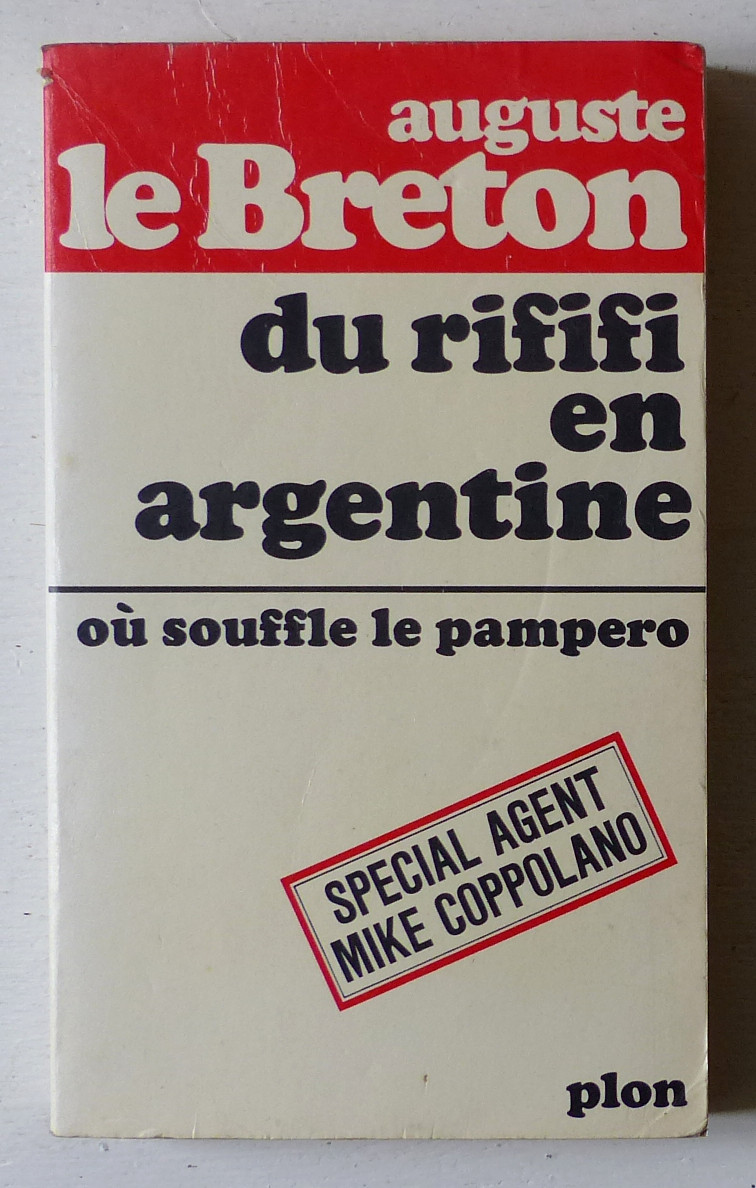 auguste
le Breton
du rififi
en
argentine
où souffle le pampero
SPECIAL AGENT
MIKE COPPOLANO
plon